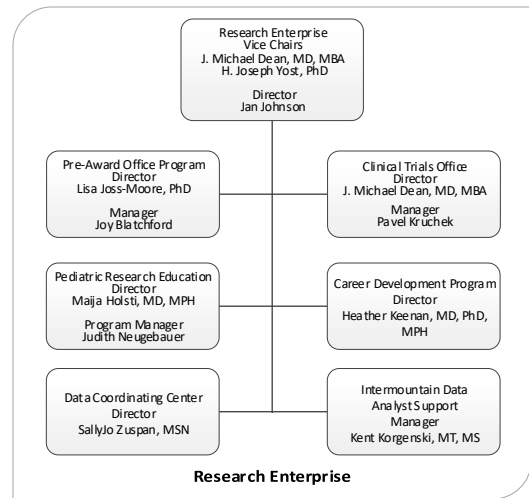 Research Enterprise
Vice Chairs
J. Michael Dean, MD, MBA
H. Joseph Yost, PhD
Director
Jan Johnson
Pre-Award Office Program
Director
Lisa Joss-Moore, PhD
Manager
Joy Blatchford
Clinical Trials Office
Director
J. Michael Dean, MD, MBA
Manager
Pavel Kruchek
Pediatric Research Education
Director
Maija Holsti, MD, MPH
Program Manager
Judith Neugebauer
Career Development Program
Director
Heather Keenan, MD, PhD,
MPH
Data Coordinating Center
Director
SallyJo Zuspan, MSN
Intermountain Data
Analyst Support
Manager
Kent Korgenski, MT, MS
Research Enterprise